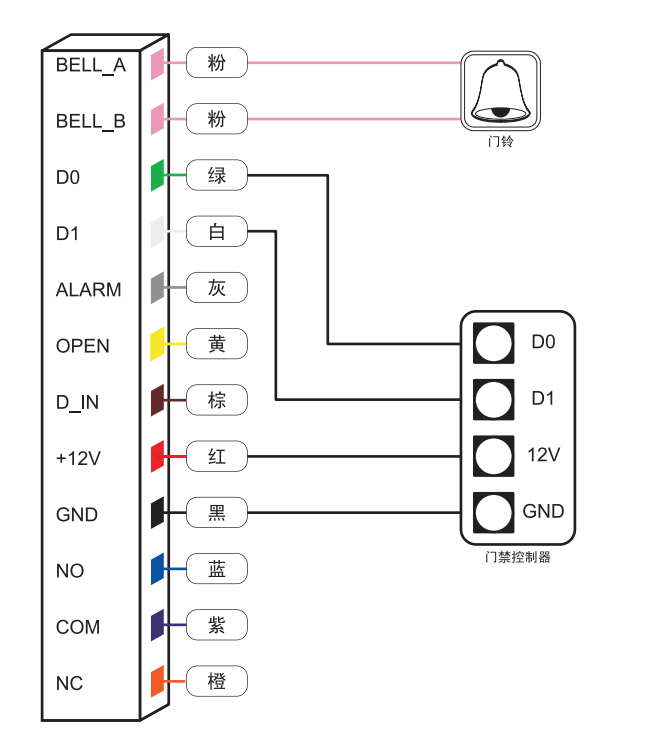 BELL_A 粉
BELL_B 粉
门铃
D0 绿
D1 白
ALARM 灰
OPEN 黄
D0
D_IN 棕
D1
+12V 红
12V
GND 黑
GND
门禁控制器
NO 蓝
COM 紫
NC 橙